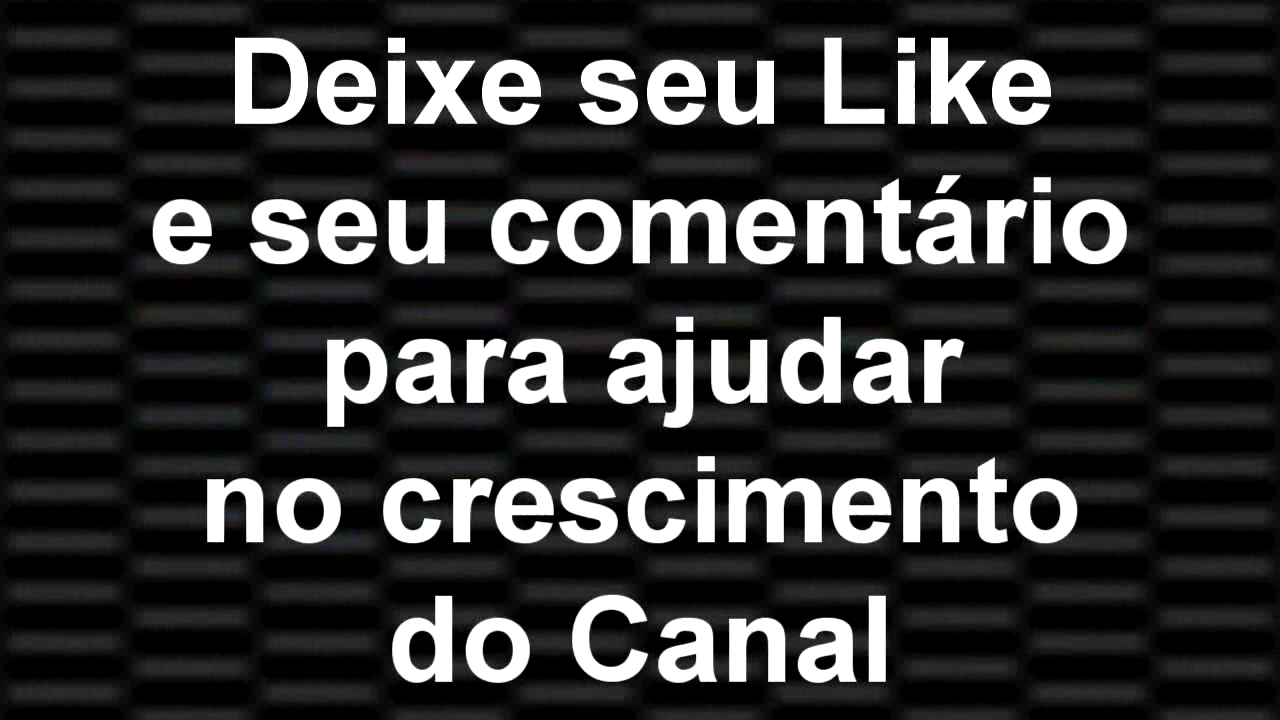 Deixe seu Like
e seu comentário
para ajudar
no crescimento
do Canal